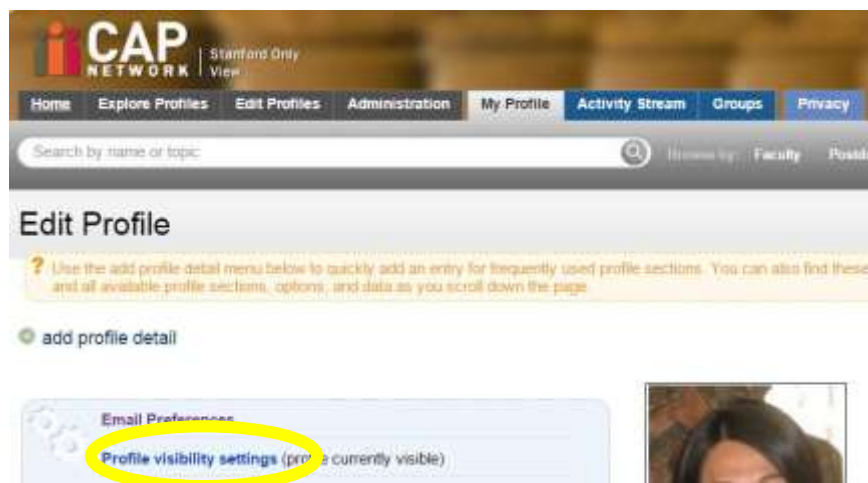 CAP
NETWORK
Stanford Only
View
Home Explore Profiles Edit Profiles Administration My Profile Activity Stream Groups Privacy
Search by name or topic Browse by: Faculty
Edit Profile
? Use the add profile detail menu below to quickly add an entry for frequently used profile sections. You can also find these
and all available profile sections, options, and data as you scroll down the page
add profile detail
Email Preferences
Profile visibility settings (profile currently visible)